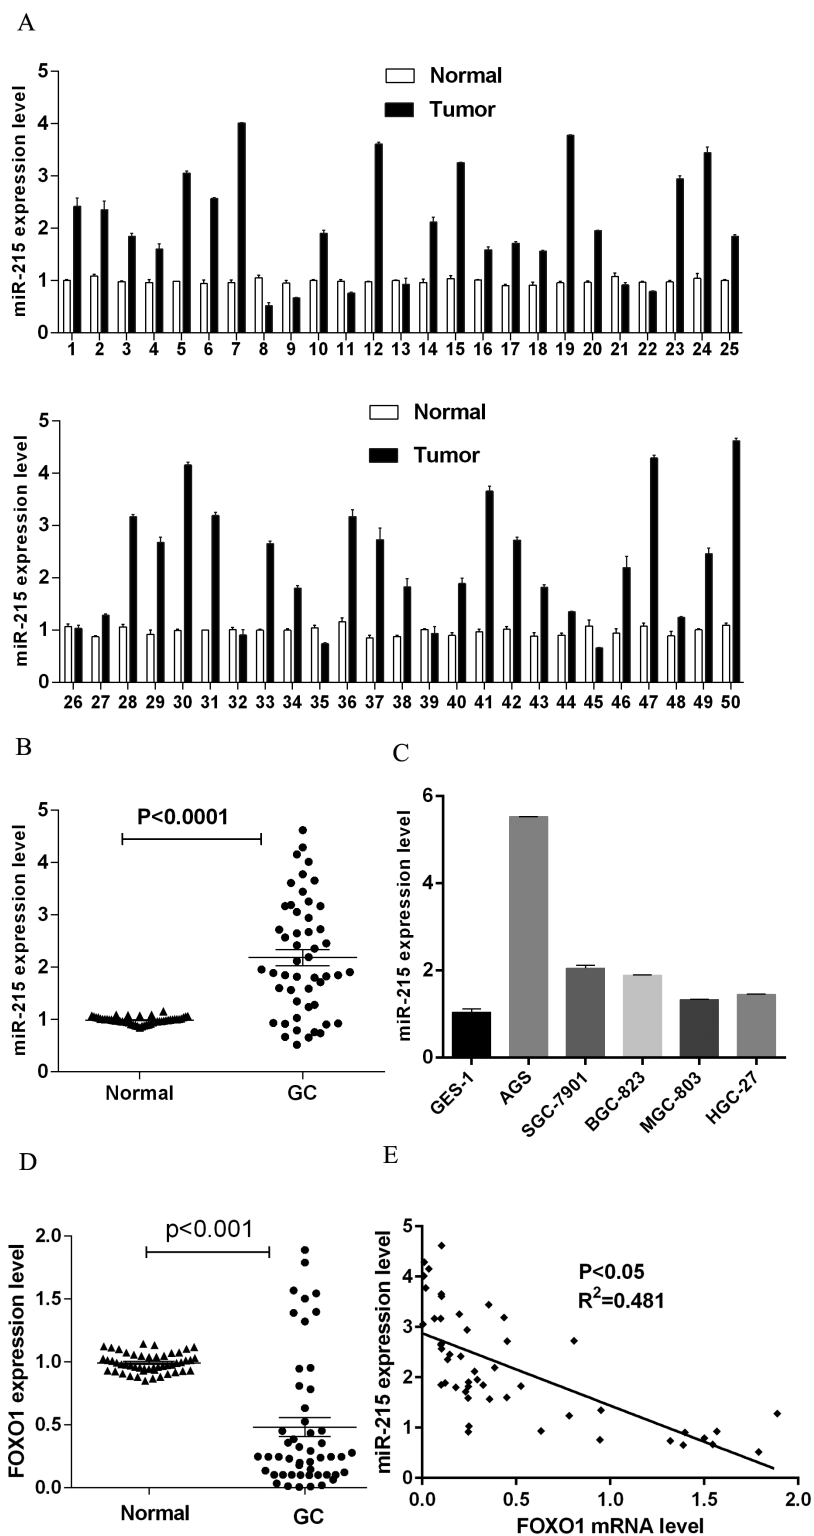 A
miR-215 expression level
5
4
3
2
1
0
Normal
Tumor
1 2 3 4 5 6 7 8 9 10 11 12 13 14 15 16 17 18 19 20 21 22 23 24 25
miR-215 expression level
5
4
3
2
1
0
Normal
Tumor
26 27 28 29 30 31 32 33 34 35 36 37 38 39 40 41 42 43 44 45 46 47 48 49 50
B
miR-215 expression level
5
4
3
2
1
0
P<0.0001
Normal GC
C
miR-215 expression level
6
4
2
0
GES-1 AGS SGC-7901 BGC-823 MGC-803 HGC-27
D
FOXO1 expression level
2.0
1.5
1.0
0.5
0.0
p<0.001
Normal GC
E
miR-215 expression level
5
4
3
2
1
0
P<0.05
R²=0.481
0.0 0.5 1.0 1.5 2.0
FOXO1 mRNA level